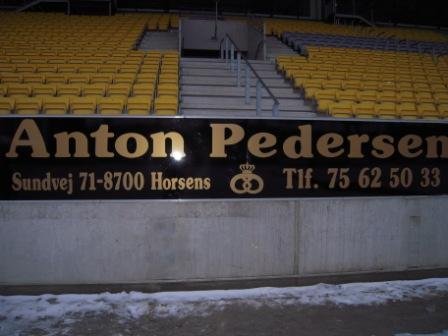 Anton Pedersen
Sundvej 71-8700 Horsens Tlf. 75 62 50 33